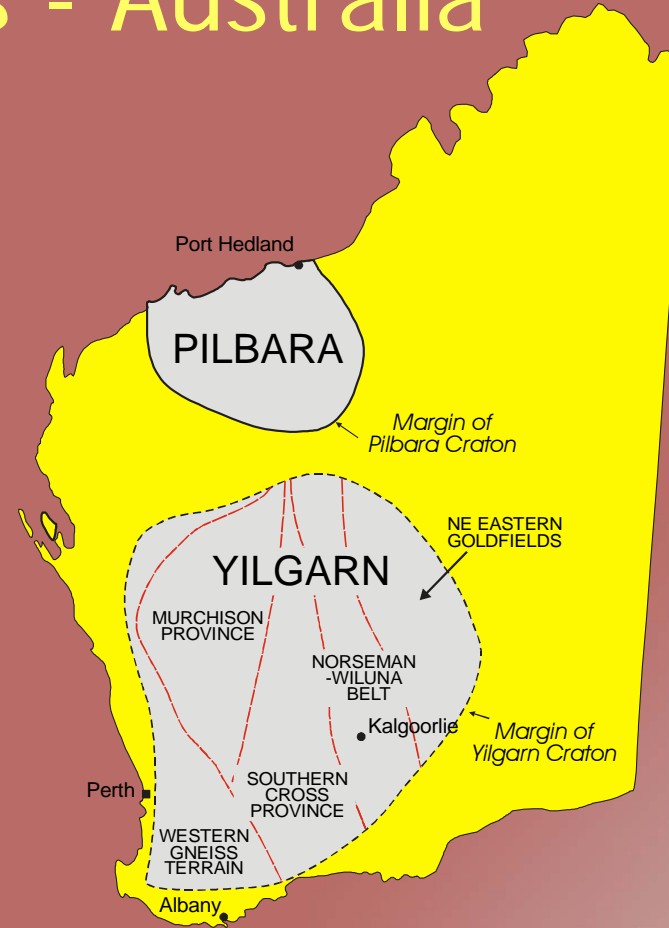 - Australia
Port Hedland
PILBARA
Margin of
Pilbara Craton
NE EASTERN
GOLDFIELDS
YILGARN
MURCHISON
PROVINCE
NORSEMAN
-WILUNA
BELT
Kalgoorlie
Margin of
Yilgarn Craton
Perth
SOUTHERN
CROSS
PROVINCE
WESTERN
GNEISS
TERRAIN
Albany